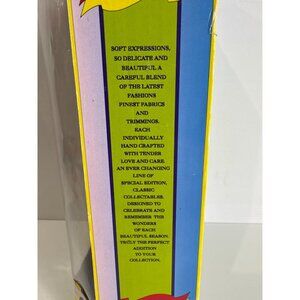 SOFT EXPRESSIONS,
SO DELICATE AND
BEAUTIFUL A
CAREFUL BLEND
OF THE LATEST
FASHIONS
FINEST FABRICS
AND
TRIMMINGS.
EACH
INDIVIDUALLY
HAND CRAFTED
WITH TENDER
LOVE AND CARE.
AN EVER CHANGING
LINE OF
SPECIAL EDITION,
CLASSIC
COLLECTABLES.
DESIGNED TO
CELEBRATE AND
REMEMBER THE
WONDERS
OF EACH
BEAUTIFUL SEASON.
TRULY THE PERFECT
ADDITION
TO YOUR
COLLECTION.